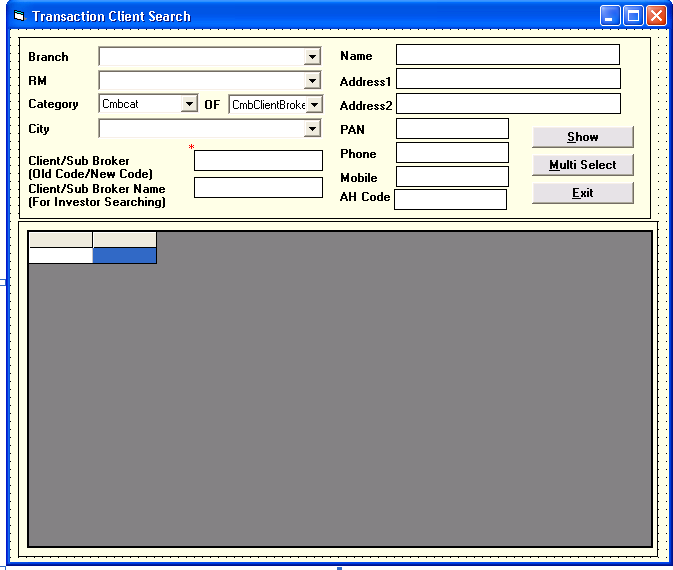 Transaction Client Search
Branch
RM
Category Cmbcat OF CmbClientBroke
City
*
Client/Sub Broker
(Old Code/New Code)
Client/Sub Broker Name
(For Investor Searching)
Name
Address1
Address2
PAN
Phone
Mobile
AH Code
Show
Multi Select
Exit